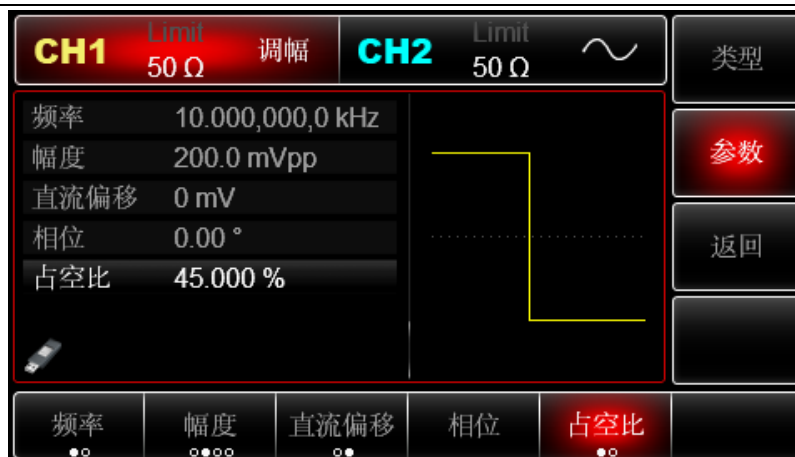 CH1 Limit 50 Ω 调幅 CH2 Limit 50 Ω
类型
频率 10.000,000,0 kHz
幅度 200.0 mVpp
参数
直流偏移 0 mV
相位 0.00 °
返回
占空比 45.000 %
频率 幅度 直流偏移 相位 占空比